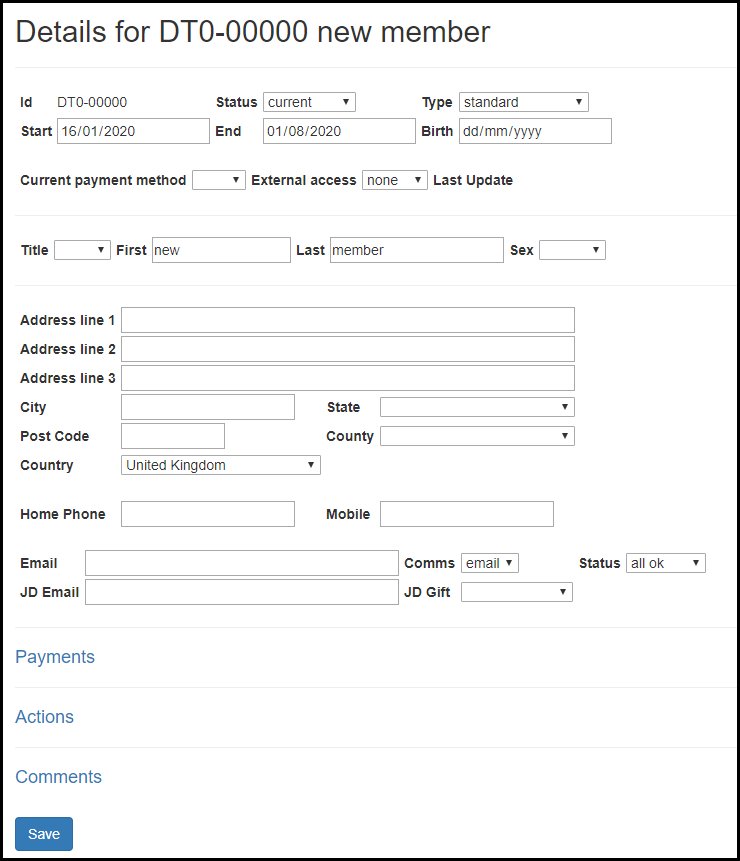 Details for DT0-00000 new member
Id DT0-00000 Status current Type standard
Start 16/01/2020 End 01/08/2020 Birth dd/mm/yyyy
Current payment method External access none Last Update
Title First new Last member Sex
Address line 1
Address line 2
Address line 3
City State
Post Code County
Country United Kingdom
Home Phone Mobile
Email Comms email Status all ok
JD Email JD Gift
Payments
Actions
Comments
Save